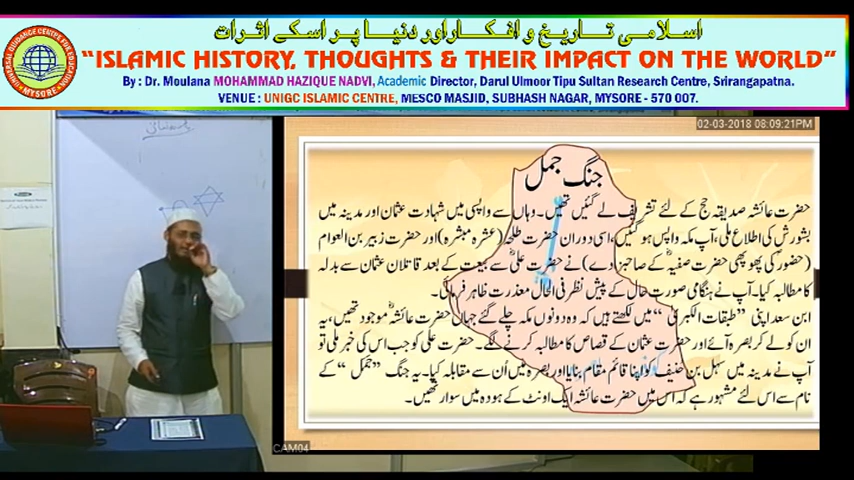 اسلامی تاریخ و افکار اور دنیا پر اسکے اثرات
“ISLAMIC HISTORY, THOUGHTS & THEIR IMPACT ON THE WORLD”
By : Dr. Moulana MOHAMMAD HAZIQUE NADVI, Academic Director, Darul Ulmoor Tipu Sultan Research Centre, Srirangapatna.
VENUE : UNIGC ISLAMIC CENTRE, MESCO MASJID, SUBHASH NAGAR, MYSORE - 570 007.
UNIVERSAL GUIDANCE CENTRE FOR EDUCATION
MYSORE
02-03-2018 08:09:21PM
جنگ جمل
حضرت عائشہ صدیقہ حج کے لئے تشریف لے گئیں تھیں۔ وہاں سے واپسی میں شہادت عثمان اور مدینہ میں
بشورش کی اطلاع ملی، آپ مکہ واپس ہو گئیں، اسی دوران حضرت طلحہ (عشرہ مبشرہ) اور حضرت زبیر بن العوام
(حضورؐ کی پھوپھی حضرت صفیہؓ کے صاحبزادے) نے حضرت علیؓ سے بیعت کے بعد قاتلان عثمان سے بدلہ
کا مطالبہ کیا۔ آپ نے ہنگامی صورت حال کے پیش نظر فی الحال معذرت ظاہر فرمائی۔
ابن سعد اپنی ”طبقات الکبریٰ“ میں لکھتے ہیں کہ وہ دونوں مکہ چلے گئے جہاں حضرت عائشہؓ موجود تھیں، یہ
ان کو لے کر بصرہ آئے اور حضرت عثمان کے قصاص کا مطالبہ کرنے لگے۔ حضرت علی کو جب اس کی خبر ملی تو
آپ نے مدینہ میں سہل بن حنیف کو اپنا قائم مقام بنایا اور بصرہ میں اُن سے مقابلہ کیا۔ یہ جنگ ”جمل“ کے
نام سے اس لئے مشہور ہے کہ اس میں حضرت عائشہ ایک اونٹ کے ہودہ میں سوار تھیں۔
CAM04